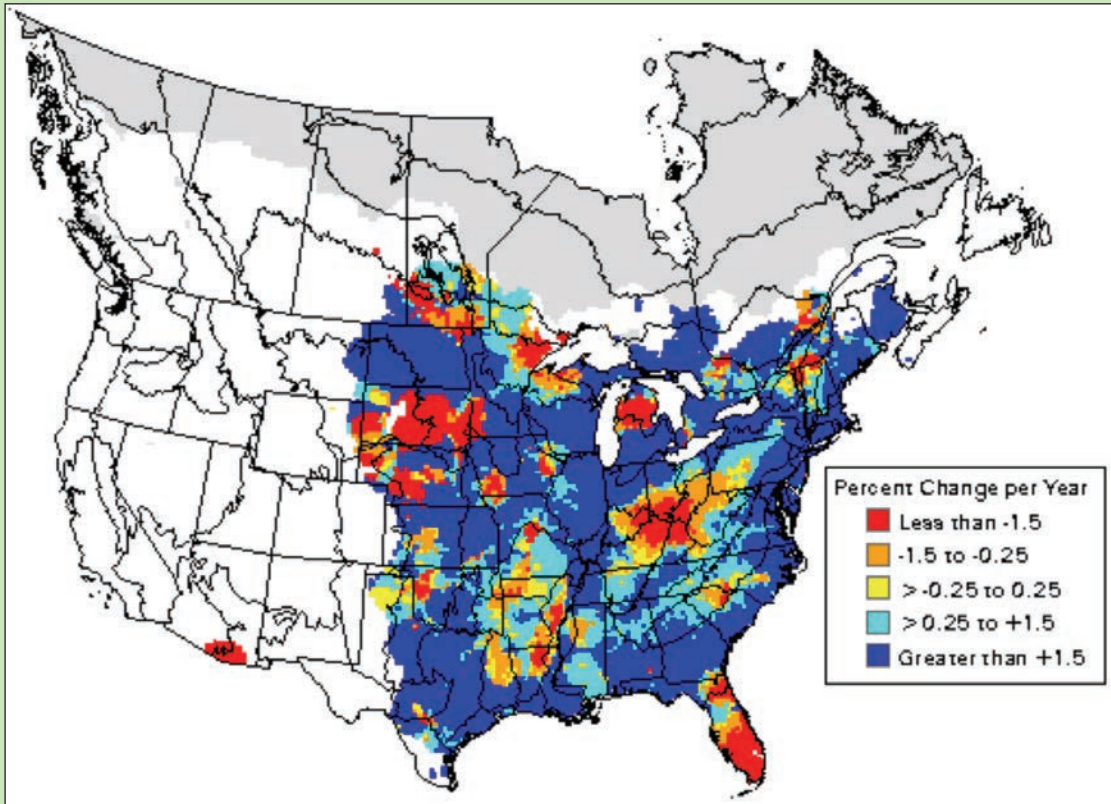 Percent Change per Year
Less than -1.5
-1.5 to -0.25
> -0.25 to 0.25
> 0.25 to +1.5
Greater than +1.5